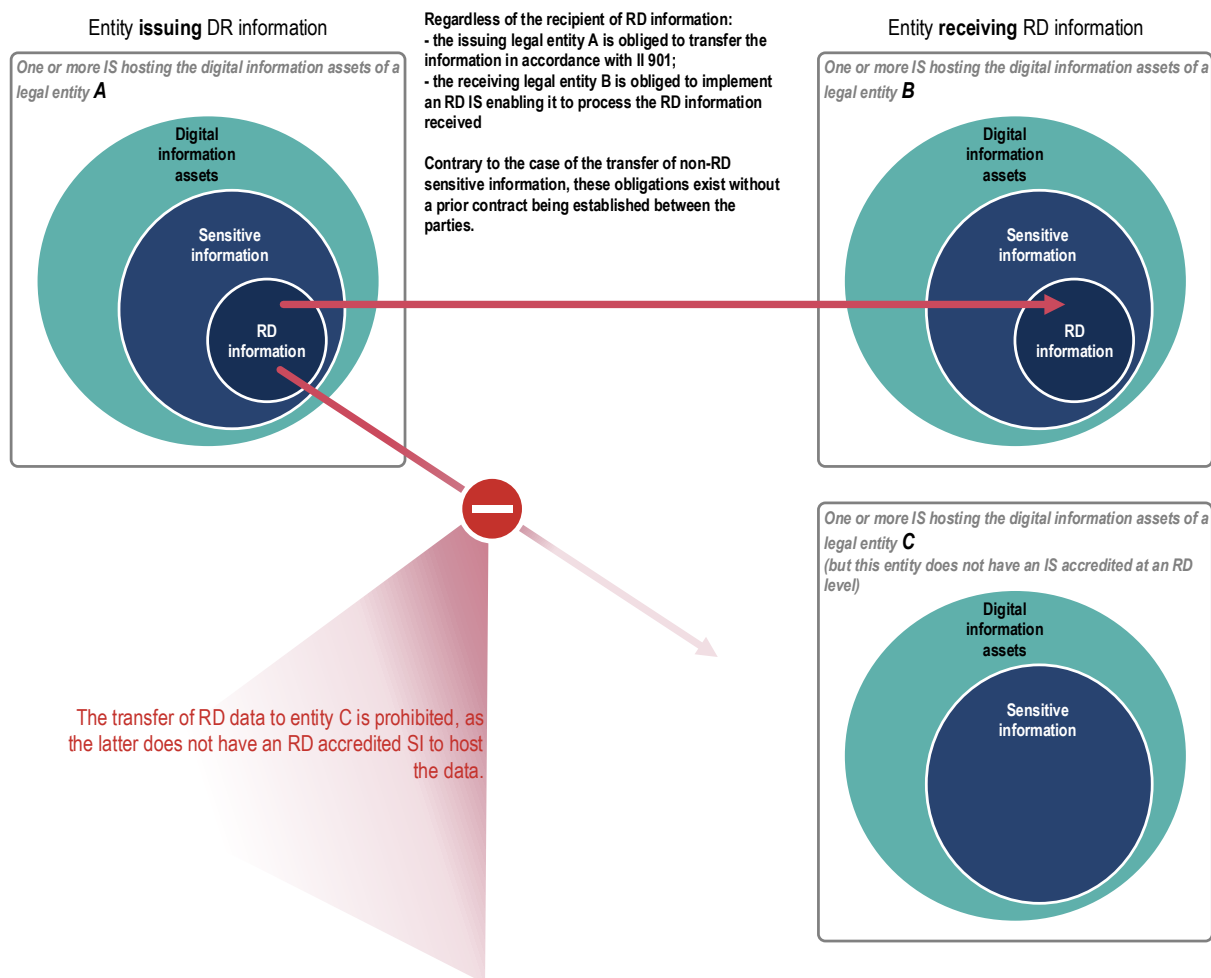 Entity issuing DR information
One or more IS hosting the digital information assets of a
legal entity A
Digital
information
assets
Sensitive
information
RD
information
Regardless of the recipient of RD information:
- the issuing legal entity A is obliged to transfer the
information in accordance with II 901;
- the receiving legal entity B is obliged to implement
an RD IS enabling it to process the RD information
received
Contrary to the case of the transfer of non-RD
sensitive information, these obligations exist without
a prior contract being established between the
parties.
Entity receiving RD information
One or more IS hosting the digital information assets of a
legal entity B
Digital
information
assets
Sensitive
information
RD
information
The transfer of RD data to entity C is prohibited, as
the latter does not have an RD accredited SI to host
the data.
One or more IS hosting the digital information assets of a
legal entity C
(but this entity does not have an IS accredited at an RD
level)
Digital
information
assets
Sensitive
information